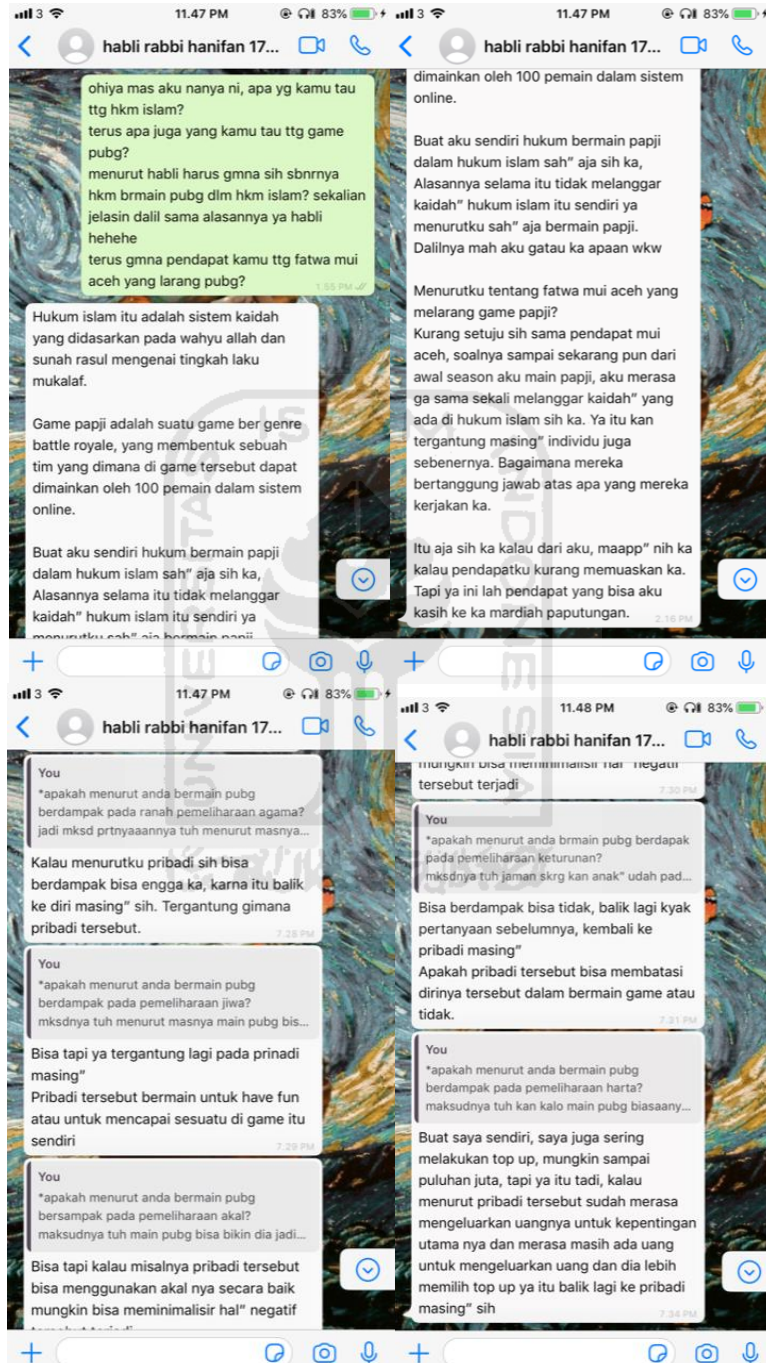 3
11.47 PM
83%
habli rabbi hanifan 17...
ohiya mas aku nanya ni, apa yg kamu tau
ttg hkm islam?
terus apa juga yang kamu tau ttg game
pubg?
menurut habli harus gmna sih sbnrnya
hkm brmain pubg dlm hkm islam? sekalian
jelasin dalil sama alasannya ya habli
hehehe
terus gmna pendapat kamu ttg fatwa mui
aceh yang larang pubg?
1.55 PM
Hukum islam itu adalah sistem kaidah
yang didasarkan pada wahyu allah dan
sunah rasul mengenai tingkah laku
mukalaf.
Game papji adalah suatu game ber genre
battle royale, yang membentuk sebuah
tim yang dimana di game tersebut dapat
dimainkan oleh 100 pemain dalam sistem
online.
Buat aku sendiri hukum bermain papji
dalam hukum islam sah" aja sih ka,
Alasannya selama itu tidak melanggar
kaidah" hukum islam itu sendiri ya
menurutku sah" aja bermain papji.
3
11.47 PM
83%
habli rabbi hanifan 17...
dimainkan oleh 100 pemain dalam sistem
online.
Buat aku sendiri hukum bermain papji
dalam hukum islam sah" aja sih ka,
Alasannya selama itu tidak melanggar
kaidah" hukum islam itu sendiri ya
menurutku sah" aja bermain papji.
Dalilnya mah aku gatau ka apaan wkw
Menurutku tentang fatwa mui aceh yang
melarang game papji?
Kurang setuju sih sama pendapat mui
aceh, soalnya sampai sekarang pun dari
awal season aku main papji, aku merasa
ga sama sekali melanggar kaidah" yang
ada di hukum islam sih ka. Ya itu kan
tergantung masing" individu juga
sebenernya. Bagaimana mereka
bertanggung jawab atas apa yang mereka
kerjakan ka.
Itu aja sih ka kalau dari aku, maapp" nih ka
kalau pendapatku kurang memuaskan ka.
Tapi ya ini lah pendapat yang bisa aku
kasih ke ka mardiah paputungan.
2.16 PM
3
11.47 PM
83%
habli rabbi hanifan 17...
You
*apakah menurut anda bermain pubg
berdampak pada ranah pemeliharaan agama?
jadi mksd prtnyaaannya tuh menurut masnya...
Kalau menurutku pribadi sih bisa
berdampak bisa engga ka, karna itu balik
ke diri masing" sih. Tergantung gimana
pribadi tersebut.
7.28 PM
You
*apakah menurut anda bermain pubg
berdampak pada pemeliharaan jiwa?
mksdnya tuh menurut masnya main pubg bis...
Bisa tapi ya tergantung lagi pada prinadi
masing"
Pribadi tersebut bermain untuk have fun
atau untuk mencapai sesuatu di game itu
sendiri
7.29 PM
You
*apakah menurut anda bermain pubg
bersampak pada pemeliharaan akal?
maksudnya tuh main pubg bisa bikin dia jadi...
Bisa tapi kalau misalnya pribadi tersebut
bisa menggunakan akal nya secara baik
mungkin bisa meminimalisir hal" negatif
3
11.48 PM
83%
habli rabbi hanifan 17...
mungkin bisa meminimalisir hal" negatif
tersebut terjadi
7.30 PM
You
*apakah menurut anda brmain pubg berdapak
pada pemeliharaan keturunan?
mksdnya tuh jaman skrg kan anak" udah pad...
Bisa berdampak bisa tidak, balik lagi kyak
pertanyaan sebelumnya, kembali ke
pribadi masing"
Apakah pribadi tersebut bisa membatasi
dirinya tersebut dalam bermain game atau
tidak.
7.31 PM
You
*apakah menurut anda bermain pubg
berdampak pada pemeliharaan harta?
maksudnya tuh kan kalo main pubg biasaany...
Buat saya sendiri, saya juga sering
melakukan top up, mungkin sampai
puluhan juta, tapi ya itu tadi, kalau
menurut pribadi tersebut sudah merasa
mengeluarkan uangnya untuk kepentingan
utama nya dan merasa masih ada uang
untuk mengeluarkan uang dan dia lebih
memilih top up ya itu balik lagi ke pribadi
masing" sih
7.34 PM